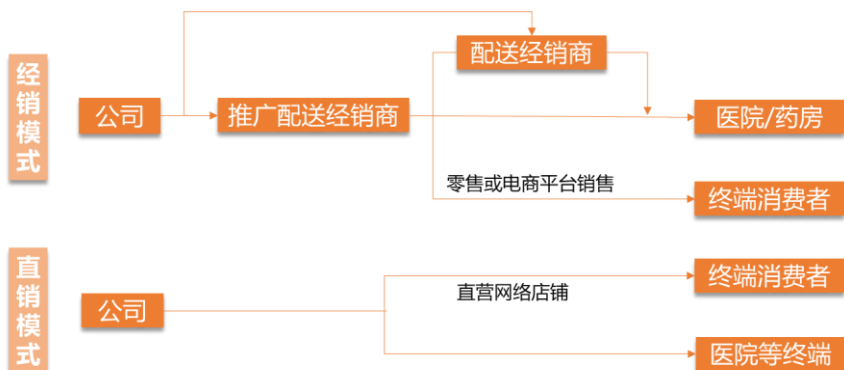 经销模式
配送经销商
公司
推广配送经销商
医院/药房
零售或电商平台销售
终端消费者
直销模式
终端消费者
直营网络店铺
公司
医院等终端